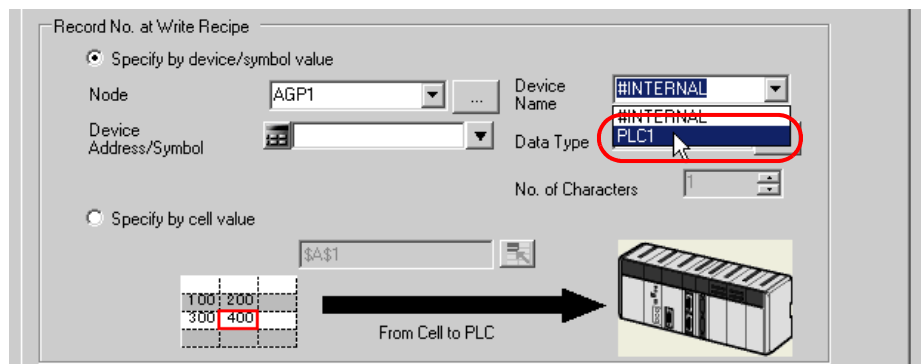 Record No. at Write Recipe
Specify by device/symbol value
Node
AGP1
...
Device
Name
#INTERNAL
#INTERNAL
PLC1
Device
Address/Symbol
Data Type
No. of Characters
1
Specify by cell value
$A$1
100 200
300 400
From Cell to PLC